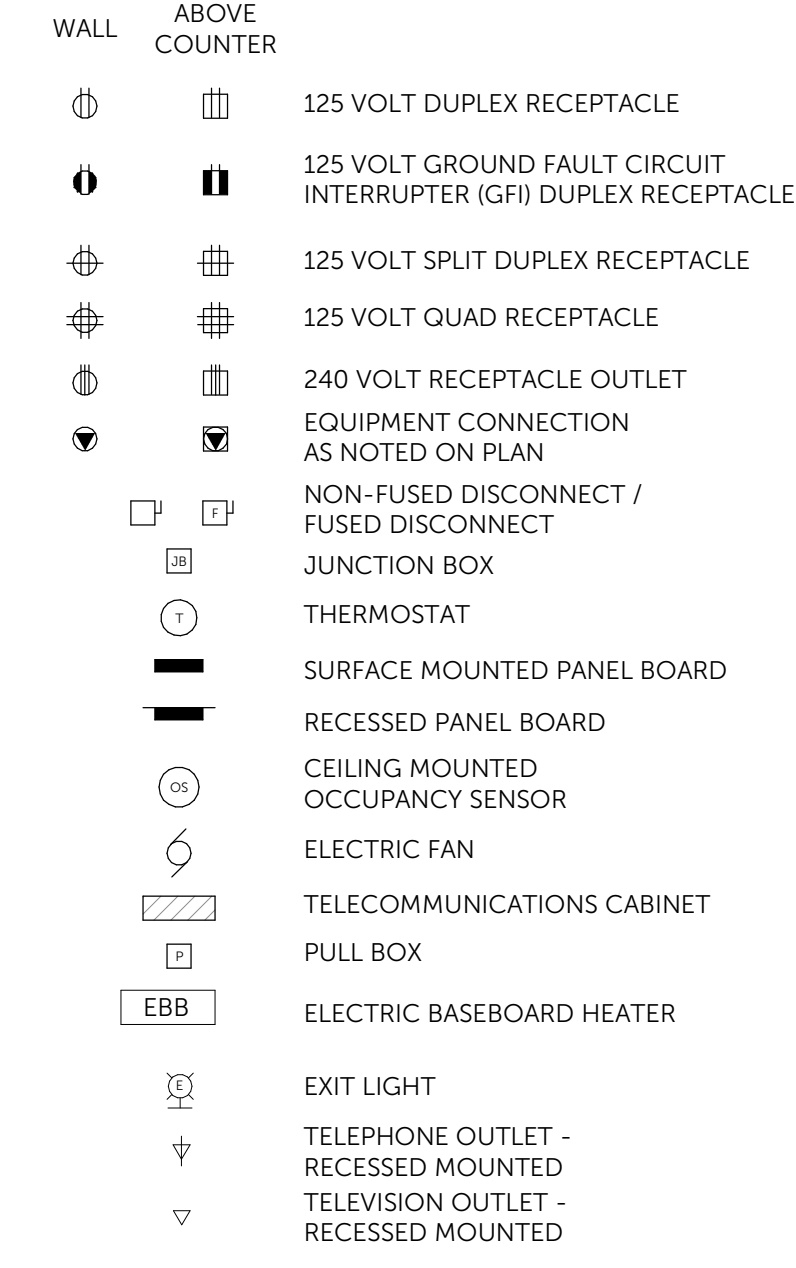 WALL
ABOVE
COUNTER
125 VOLT DUPLEX RECEPTACLE
125 VOLT GROUND FAULT CIRCUIT
INTERRUPTER (GFI) DUPLEX RECEPTACLE
125 VOLT SPLIT DUPLEX RECEPTACLE
125 VOLT QUAD RECEPTACLE
240 VOLT RECEPTACLE OUTLET
EQUIPMENT CONNECTION
AS NOTED ON PLAN
F
NON-FUSED DISCONNECT /
FUSED DISCONNECT
JB
JUNCTION BOX
T
THERMOSTAT
SURFACE MOUNTED PANEL BOARD
RECESSED PANEL BOARD
OS
CEILING MOUNTED
OCCUPANCY SENSOR
ELECTRIC FAN
TELECOMMUNICATIONS CABINET
P
PULL BOX
EBB
ELECTRIC BASEBOARD HEATER
E
EXIT LIGHT
TELEPHONE OUTLET -
RECESSED MOUNTED
TELEVISION OUTLET -
RECESSED MOUNTED